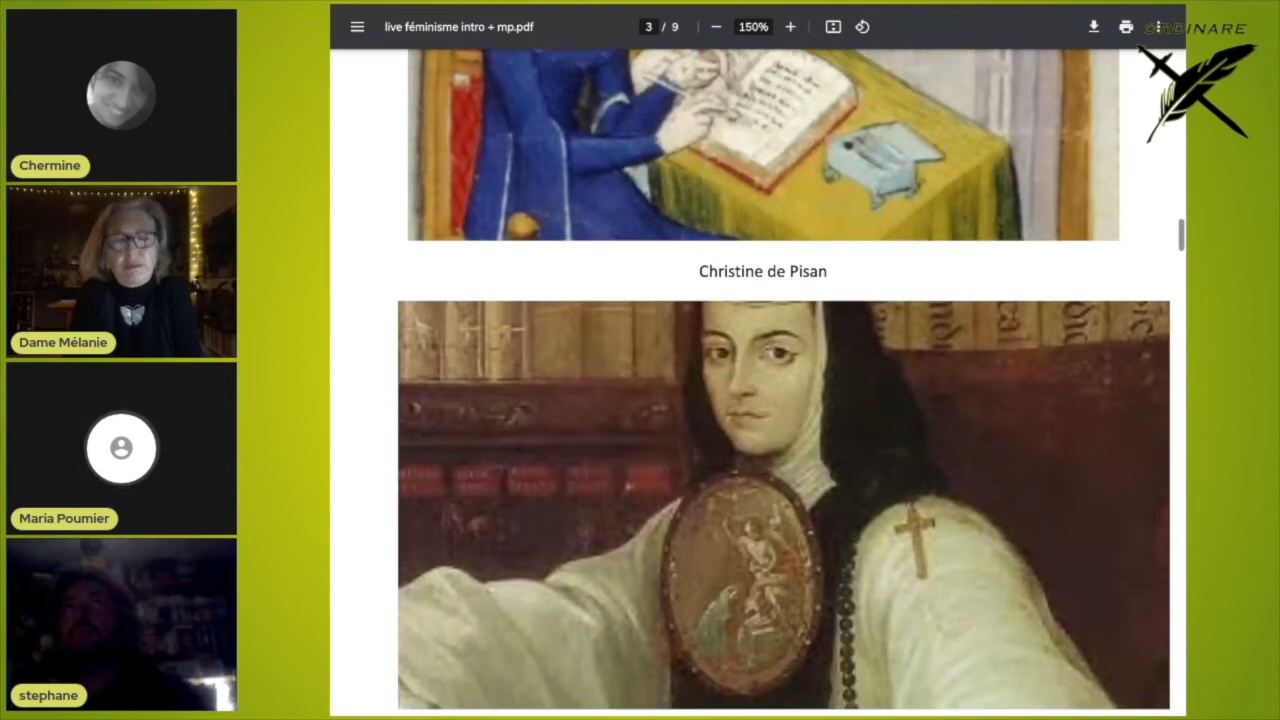 live féminisme intro + mp.pdf
3 / 9
150%
ORDINARE
Chermine
Dame Mélanie
Christine de Pisan
Maria Poumier
stephane